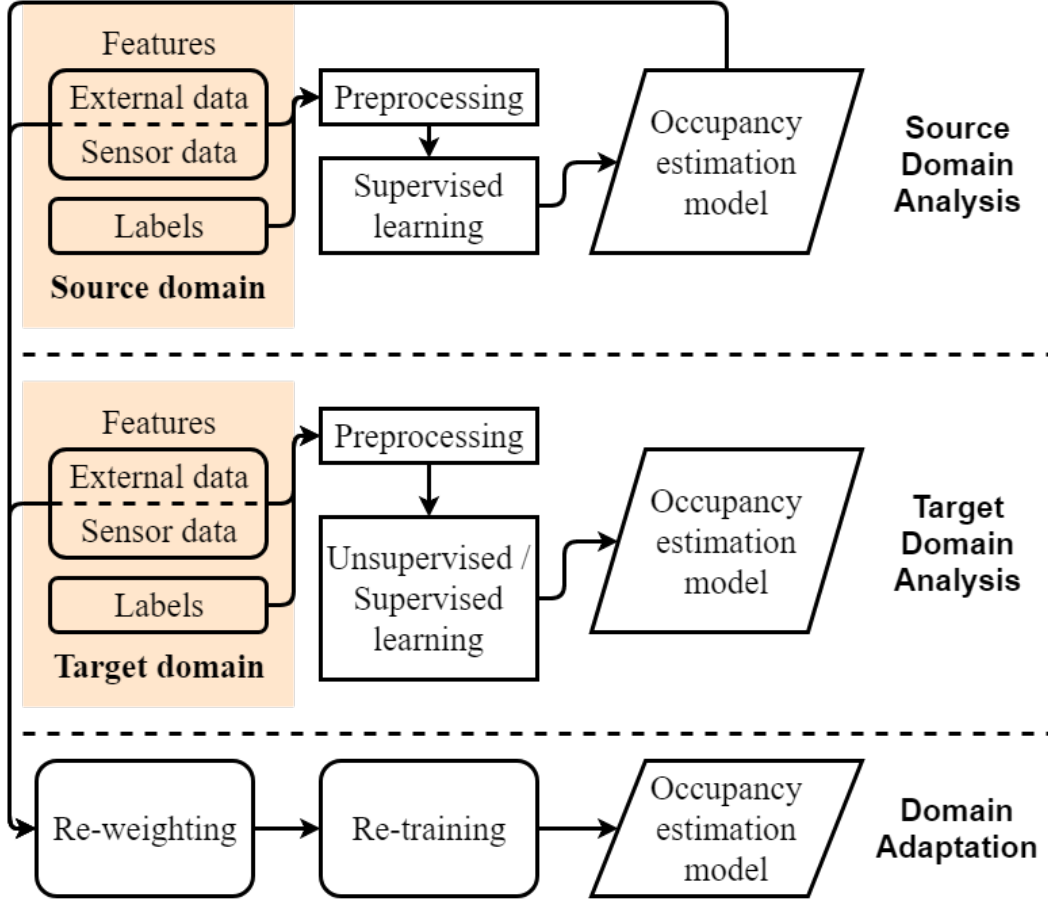 Features
External data
Sensor data
Labels
Source domain
Preprocessing
Supervised
learning
Occupancy
estimation
model
Source
Domain
Analysis
Features
External data
Sensor data
Labels
Target domain
Preprocessing
Unsupervised /
Supervised
learning
Occupancy
estimation
model
Target
Domain
Analysis
Re-weighting
Re-training
Occupancy
estimation
model
Domain
Adaptation